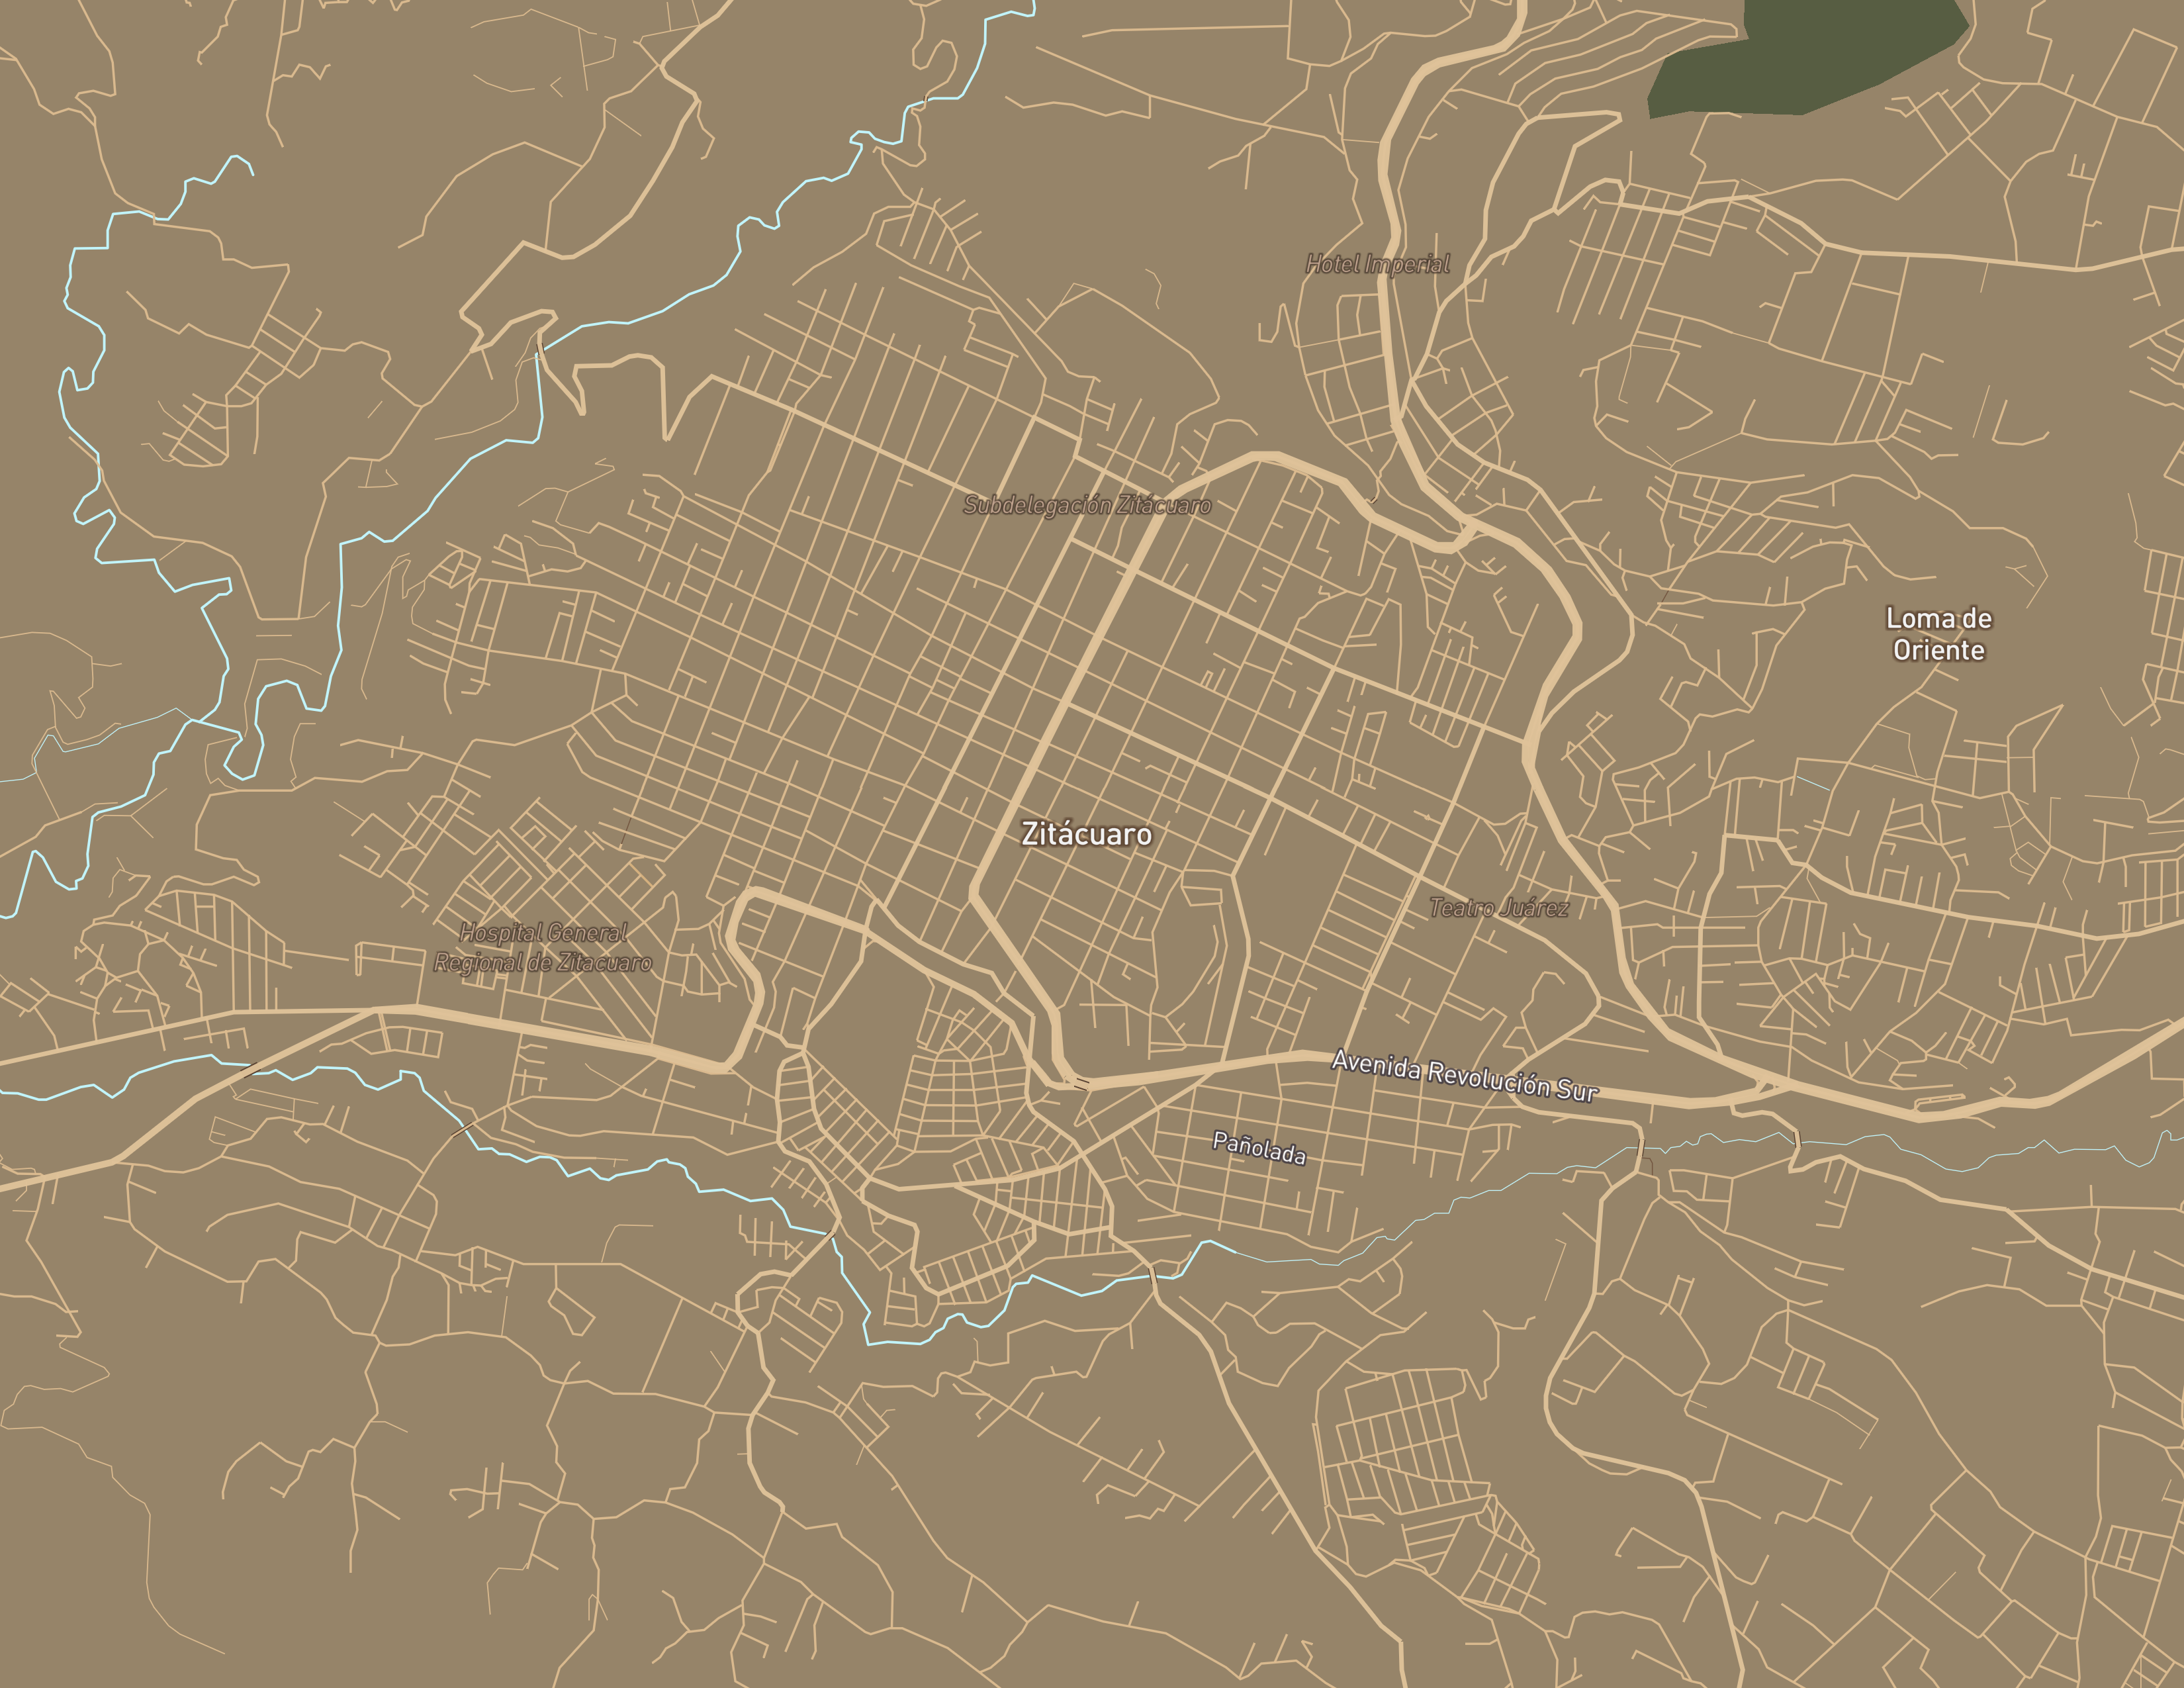 Hotel Imperial
Subdelegación Zitácuaro
Loma de
Oriente
Zitácuaro
Teatro Juárez
Hospital General
Regional de Zitacuaro
Avenida Revolución Sur
Pañolada